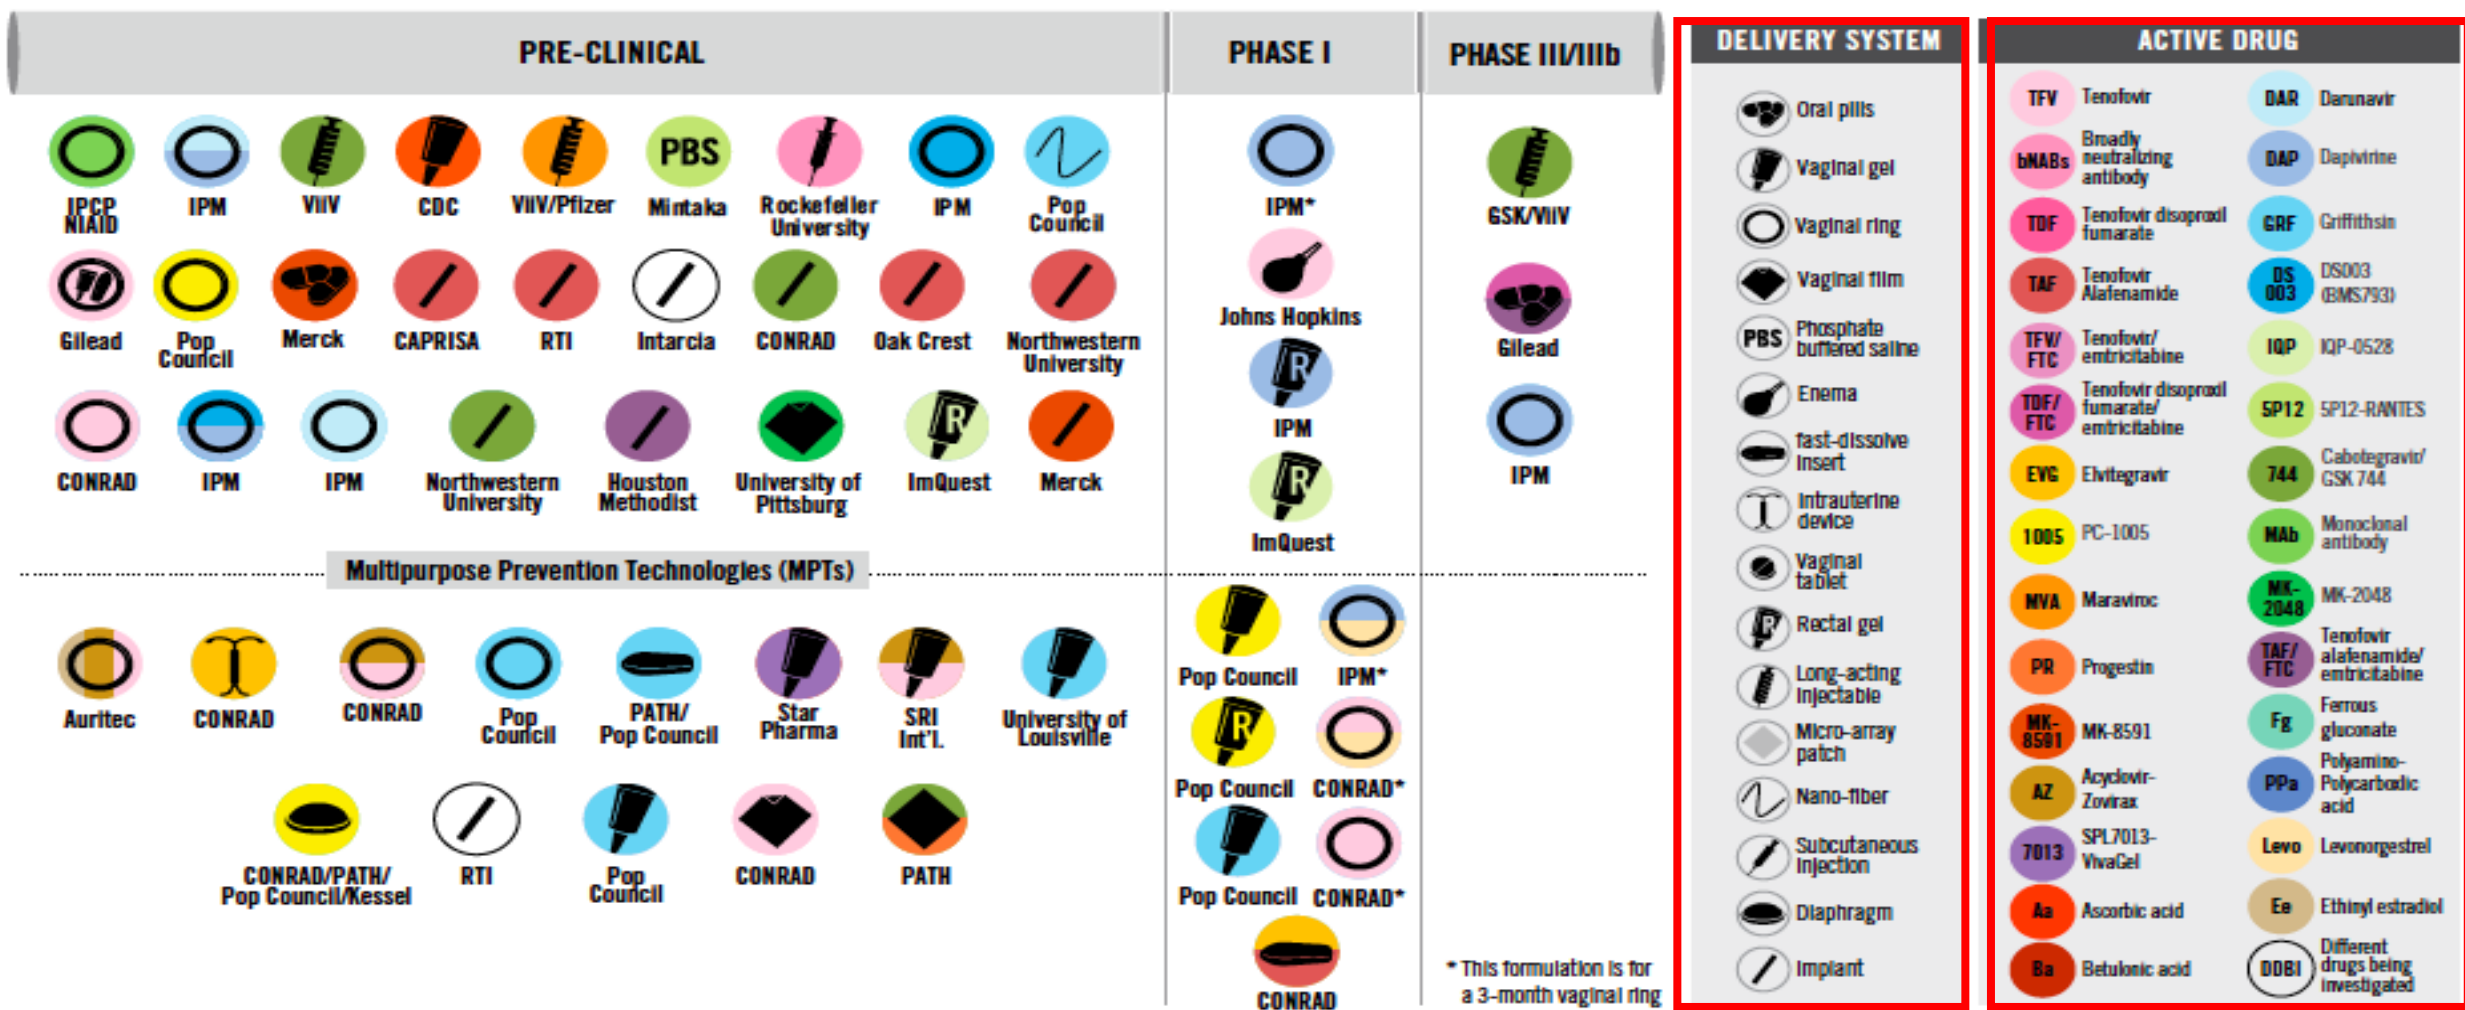 PRE-CLINICAL
PHASE I
PHASE III/IIIb
IPCP
NIAID
IPM
ViiV
CDC
ViiV/Pfizer
PBS
Mintaka
Rockefeller
University
IPM
Pop
Council
Gilead
Pop
Council
Merck
CAPRISA
RTI
Intarcia
CONRAD
Oak Crest
Northwestern
University
CONRAD
IPM
IPM
Northwestern
University
Houston
Methodist
University of
Pittsburg
R
ImQuest
Merck
IPM*
Johns Hopkins
R
IPM
R
ImQuest
GSK/ViiV
Gilead
IPM
Multipurpose Prevention Technologies (MPTs)
Auritec
CONRAD
CONRAD
Pop
Council
PATH/
Pop Council
Star
Pharma
SRI
Int'l.
University of
Louisville
CONRAD/PATH/
Pop Council/Kessel
RTI
Pop
Council
CONRAD
PATH
Pop Council
IPM*
R
Pop Council
CONRAD*
Pop Council
CONRAD*
CONRAD
* This formulation is for
a 3-month vaginal ring
DELIVERY SYSTEM
Oral pills
Vaginal gel
Vaginal ring
Vaginal film
PBS
Phosphate
buffered saline
Enema
fast-dissolve
insert
Intrauterine
device
Vaginal
tablet
R
Rectal gel
Long-acting
injectable
Micro-array
patch
Nano-fiber
Subcutaneous
injection
Diaphragm
Implant
ACTIVE DRUG
TFV
Tenofovir
bNABs
Broadly
neutralizing
antibody
TDF
Tenofovir disoproxil
fumarate
TAF
Tenofovir
Alafenamide
TFV/
FTC
Tenofovir/
emtricitabine
TDF/
FTC
Tenofovir disoproxil
fumarate/
emtricitabine
EVG
Elvitegravir
1005
PC-1005
MVA
Maraviroc
PR
Progestin
MK-
8591
MK-8591
AZ
Acyclovir-
Zovirax
7013
SPL7013-
VivaGel
Aa
Ascorbic acid
Ba
Betulonic acid
DAR
Darunavir
DAP
Dapivirine
GRF
Griffithsin
DS
003
DS003
(BMS793)
IQP
IQP-0528
5P12
5P12-RANTES
744
Cabotegravir/
GSK 744
MAb
Monoclonal
antibody
MK-
2048
MK-2048
TAF/
FTC
Tenofovir
alafenamide/
emtricitabine
Fg
Ferrous
gluconate
PPa
Polyamino-
Polycarboxlic
acid
Levo
Levonorgestrel
Ee
Ethinyl estradiol
DDBI
Different
drugs being
investigated